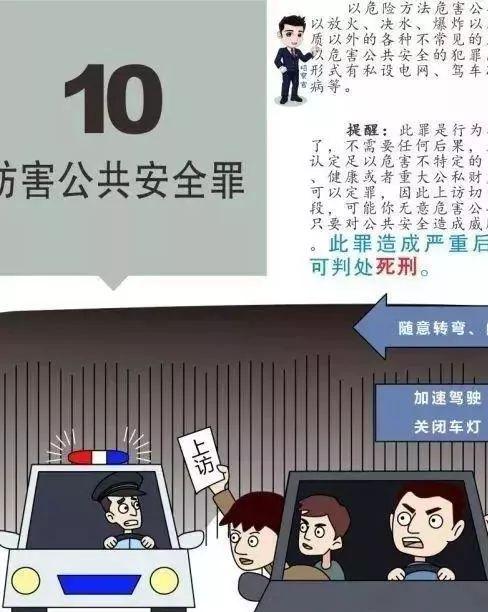 10
访害公共安全罪
以危险方法危害公
以放火、决水、爆炸以
质以外的各种不常见的
以危害公共安全的犯罪
形式有私设电网、驾车
病等。
提醒：此罪是行为
了，不需要任何后果，
认定足以危害不特定的
、健康或者重大公私财
可以定罪，因此上访切
段，可能你无意危害公
只要对公共安全造成威
。此罪造成严重后
可判处死刑。
随意转弯、
加速驾驶
关闭车灯
上访